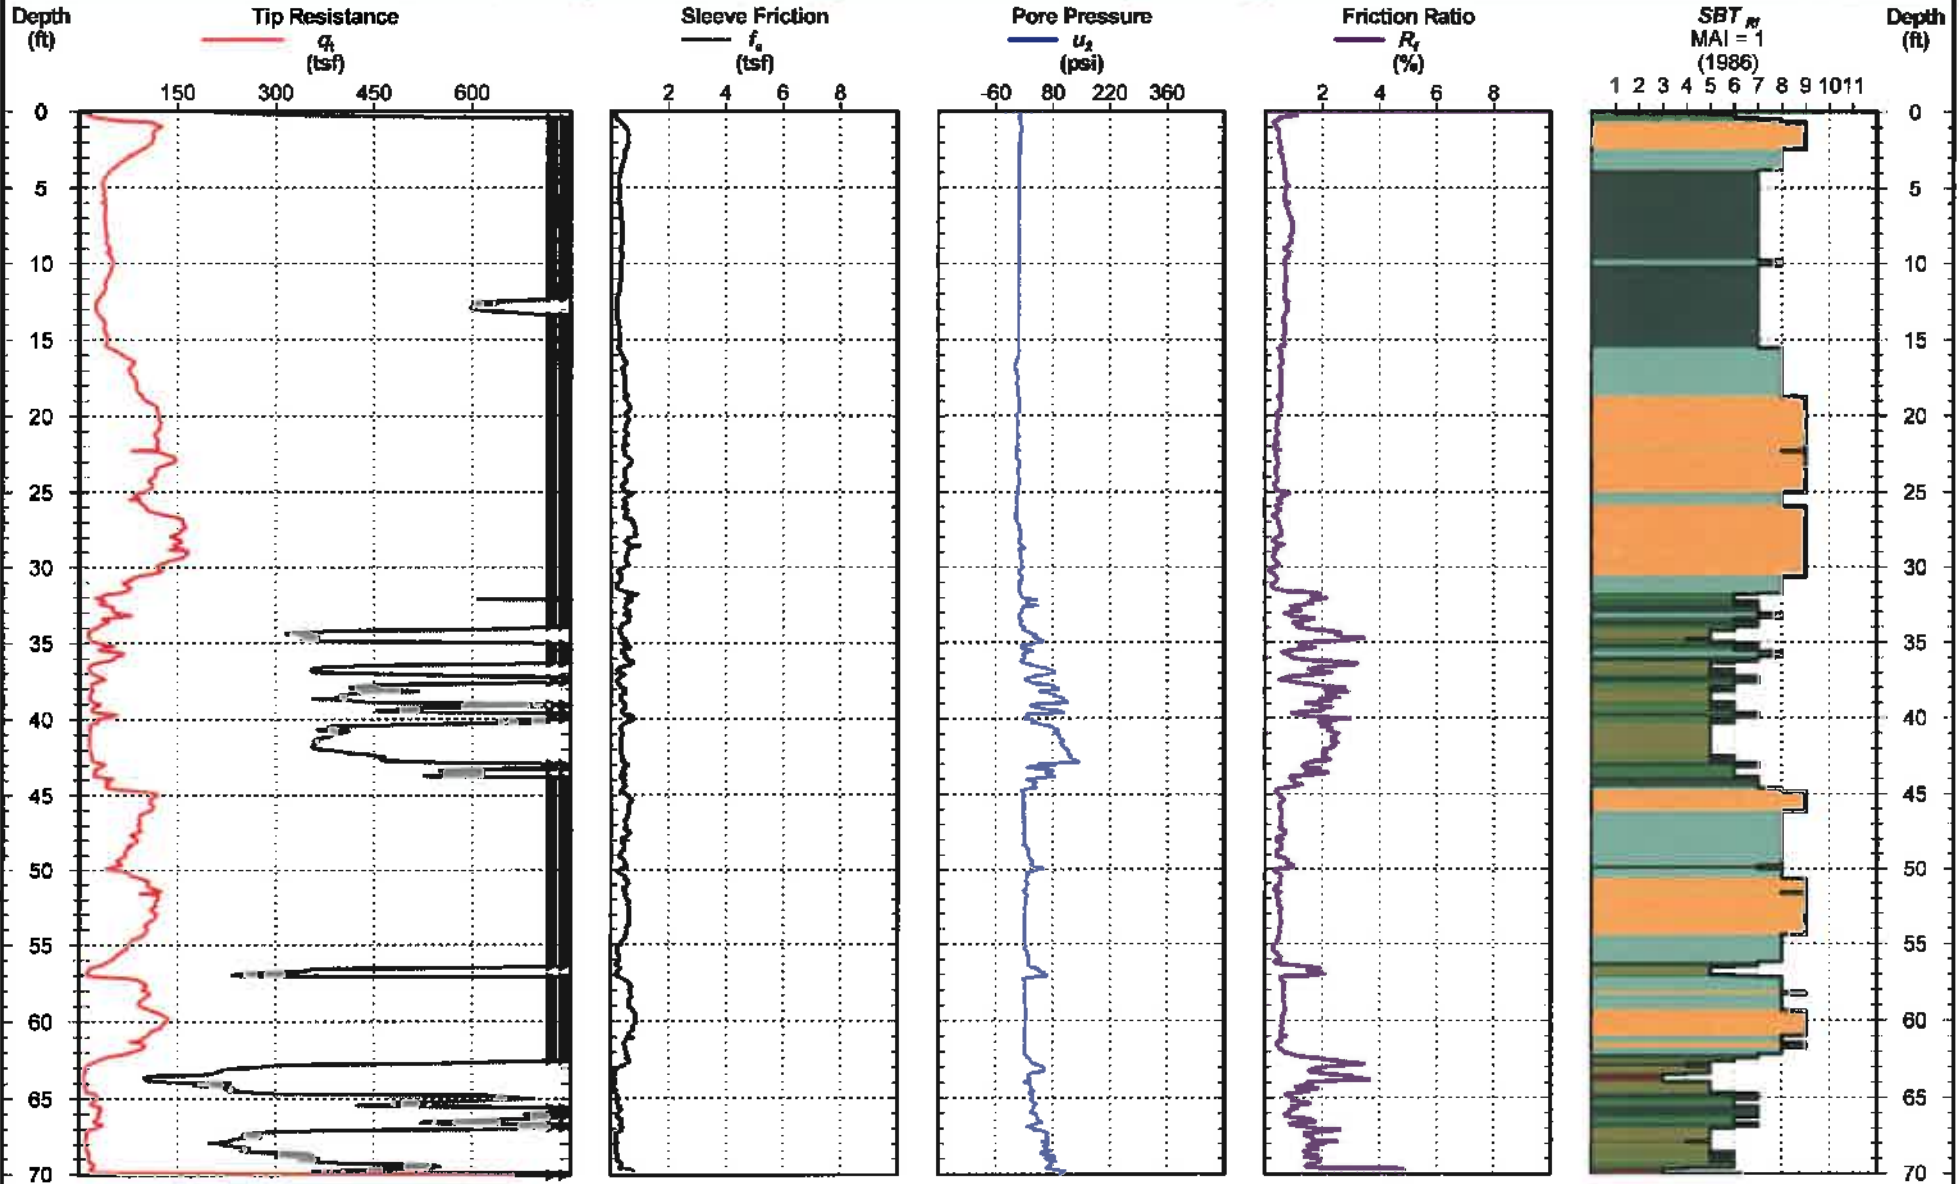 Depth
(ft)
Tip Resistance
qt
(tsf)
Sleeve Friction
fs
(tsf)
Pore Pressure
u2
(psi)
Friction Ratio
Rf
(%)
SBT Rf
MAI = 1
(1986)
Depth
(ft)
150 300 450 600
2 4 6 8
-60 80 220 360
2 4 6 8
1 2 3 4 5 6 7 8 9 10 11
0 0
5 5
10 10
15 15
20 20
25 25
30 30
35 35
40 40
45 45
50 50
55 55
60 60
65 65
70 70